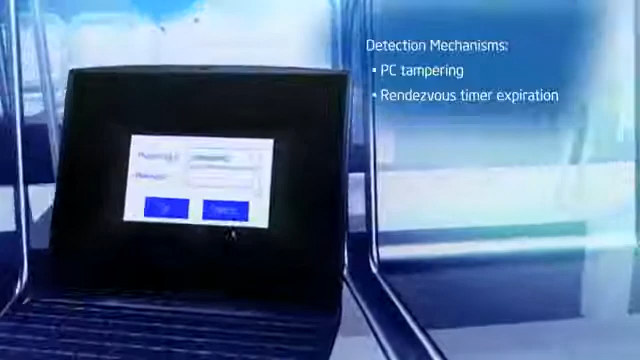 Detection Mechanisms:
• PC tampering
• Rendezvous timer expiration